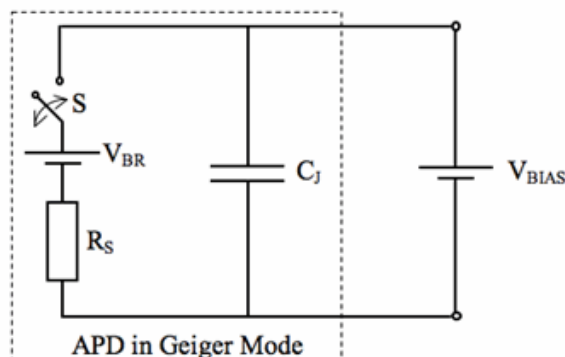 S
V_BR
C_J
V_BIAS
R_S
APD in Geiger Mode